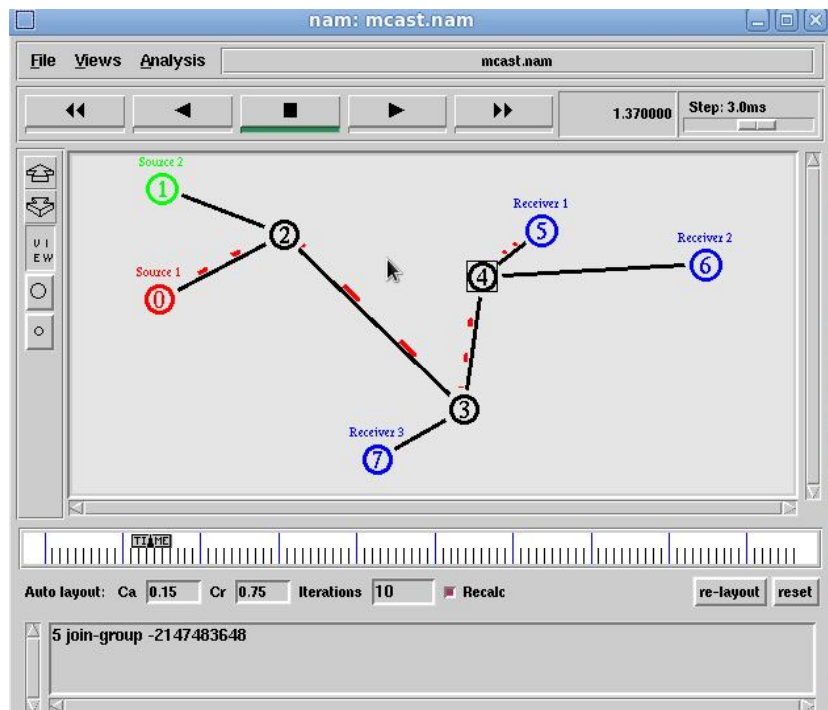 nam: mcast.nam
File Views Analysis mcast.nam
1.370000 Step: 3.0ms
Source 2
1
VI
EW
2
Receiver 1
5
Receiver 2
6
4
Source 1
0
3
Receiver 3
7
TIME
Auto layout: Ca 0.15 Cr 0.75 Iterations 10 Recalc re-layout reset
5 join-group -2147483648